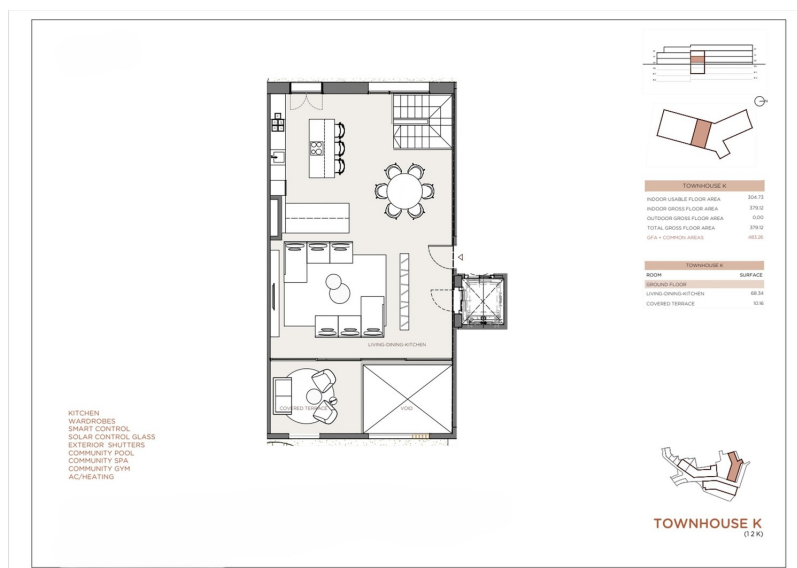 TOWNHOUSE K
INDOOR USABLE FLOOR AREA 304.73
INDOOR GROSS FLOOR AREA 379.12
OUTDOOR GROSS FLOOR AREA 0,00
TOTAL GROSS FLOOR AREA 379.12
GFA + COMMON AREAS 483.26
TOWNHOUSE K
ROOM SURFACE
GROUND FLOOR
LIVING-DINING-KITCHEN 68.34
COVERED TERRACE 10.16
LIVING-DINING-KITCHEN
COVERED TERRACE
VOID
KITCHEN
WARDROBES
SMART CONTROL
SOLAR CONTROL GLASS
EXTERIOR SHUTTERS
COMMUNITY POOL
COMMUNITY SPA
COMMUNITY GYM
AC/HEATING
TOWNHOUSE K
(12 K)